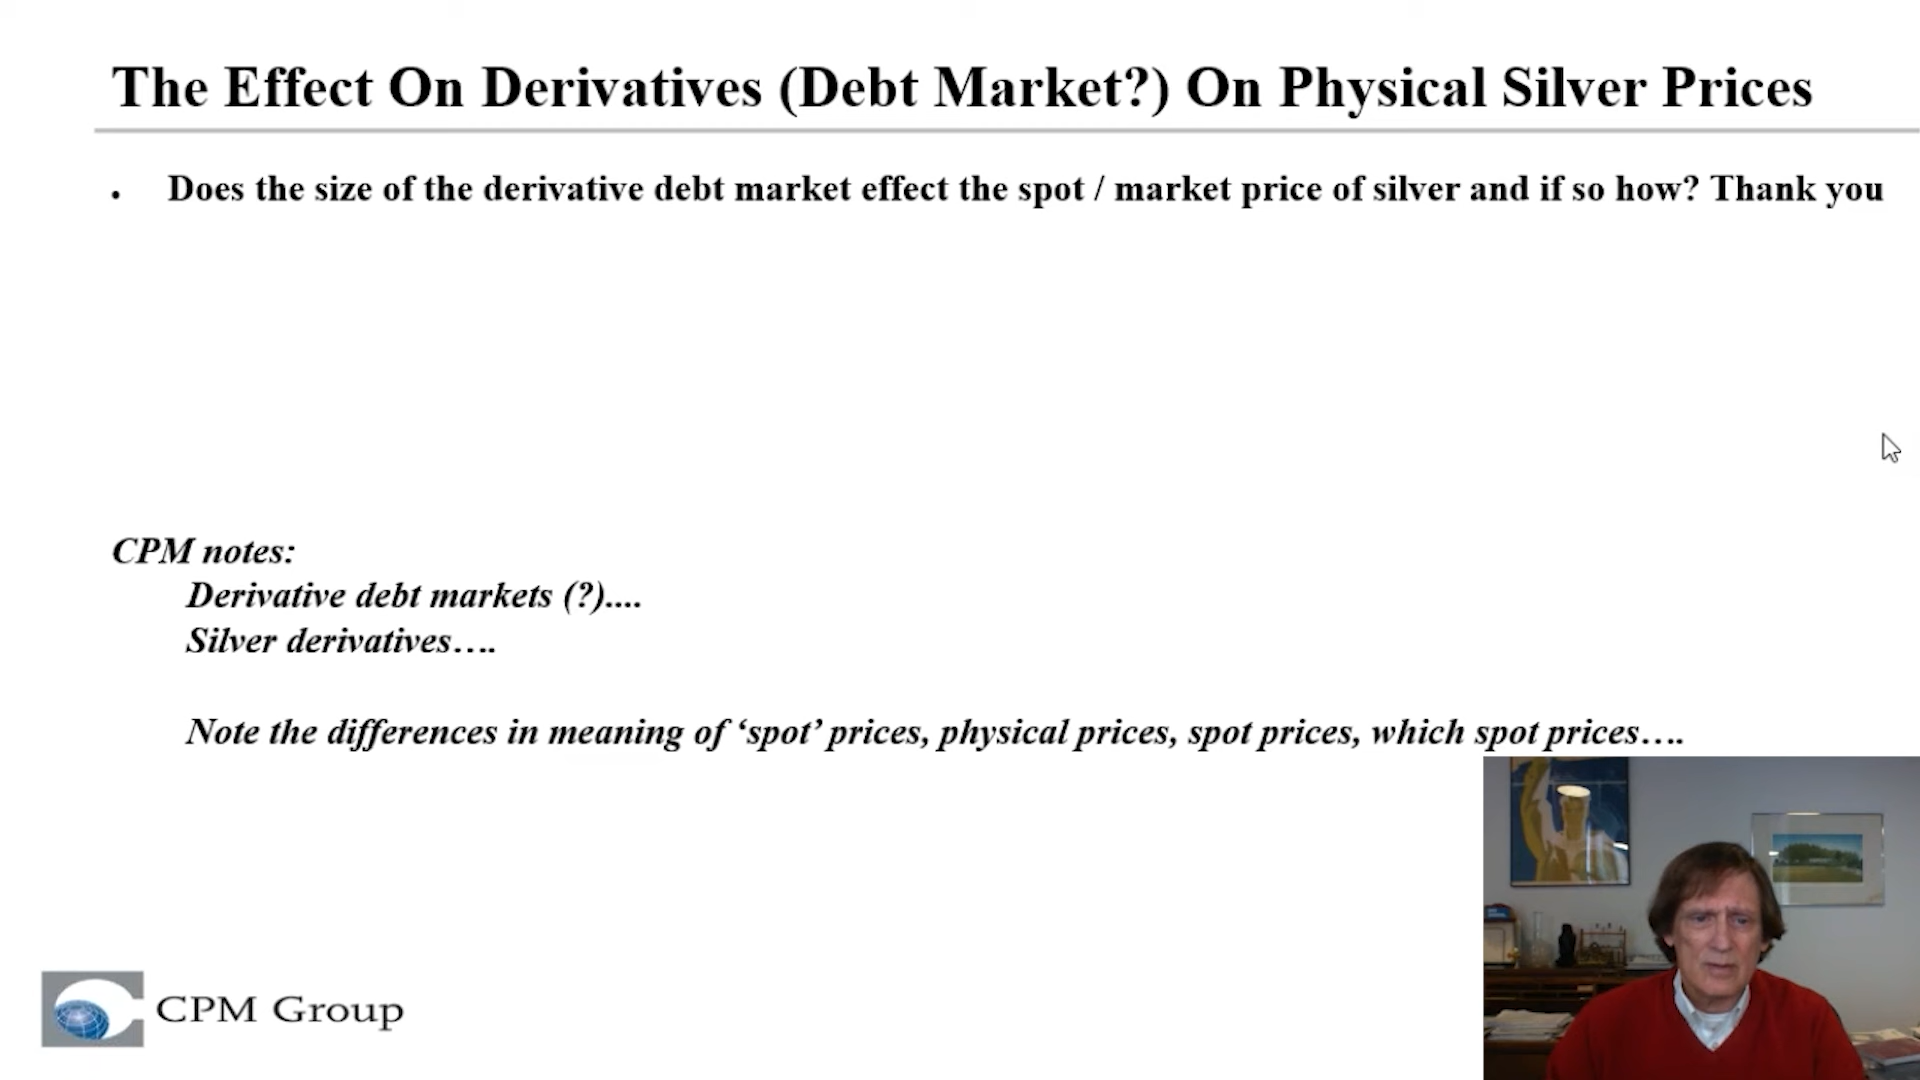 The Effect On Derivatives (Debt Market?) On Physical Silver Prices
• Does the size of the derivative debt market effect the spot / market price of silver and if so how? Thank you
CPM notes:
Derivative debt markets (?)....
Silver derivatives….
Note the differences in meaning of ‘spot’ prices, physical prices, spot prices, which spot prices….
CPM Group